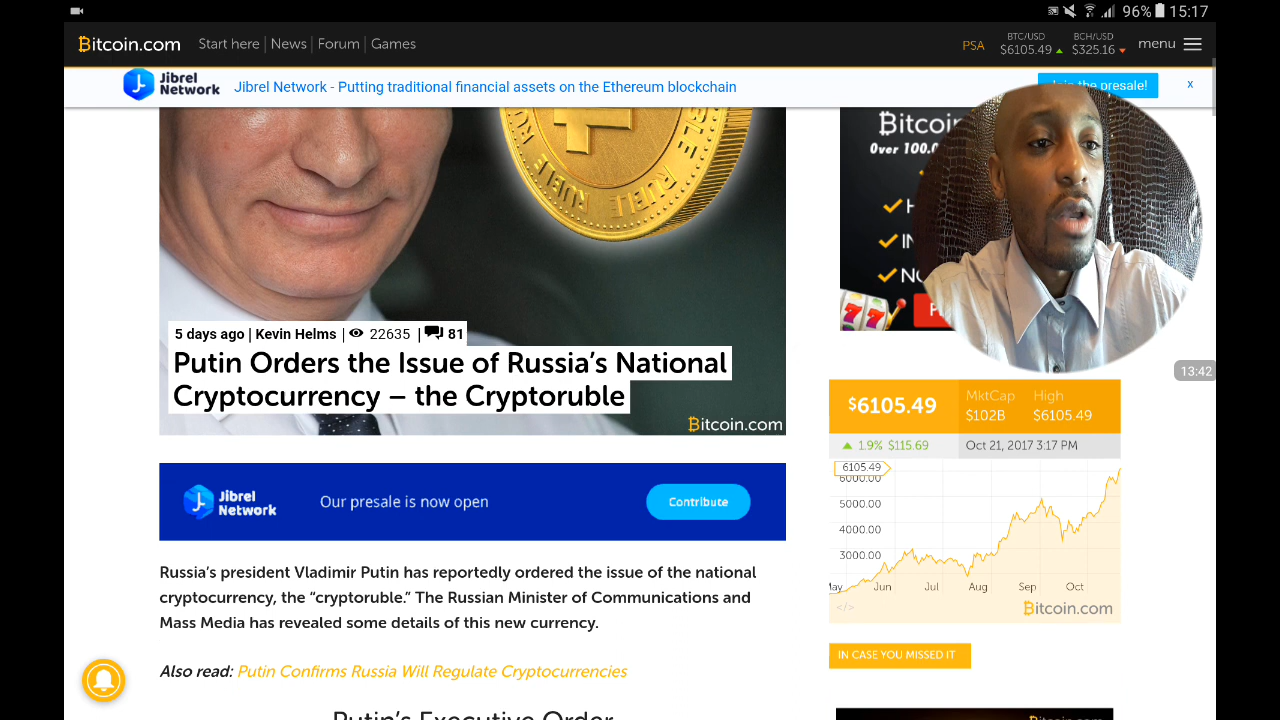 96% 15:17
Bitcoin.com Start here News Forum Games
PSA BTC/USD $6105.49 BCH/USD $325.16 menu
Jibrel Network Jibrel Network - Putting traditional financial assets on the Ethereum blockchain the presale! x
RUBLE RUBLE
Bitcoin
Over 100.0
13:42
5 days ago | Kevin Helms | 22635 | 81
Putin Orders the Issue of Russia's National
Cryptocurrency – the Cryptoruble
Bitcoin.com
$6105.49 MktCap $102B High $6105.49
1.9% $115.69 Oct 21, 2017 3:17 PM
6105.49
6000.00
5000.00
4000.00
3000.00
May Jun Jul Aug Sep Oct
</>
Bitcoin.com
Jibrel Network Our presale is now open Contribute
Russia's president Vladimir Putin has reportedly ordered the issue of the national
cryptocurrency, the “cryptoruble.” The Russian Minister of Communications and
Mass Media has revealed some details of this new currency.
IN CASE YOU MISSED IT
Also read: Putin Confirms Russia Will Regulate Cryptocurrencies
Putin's Executive Order